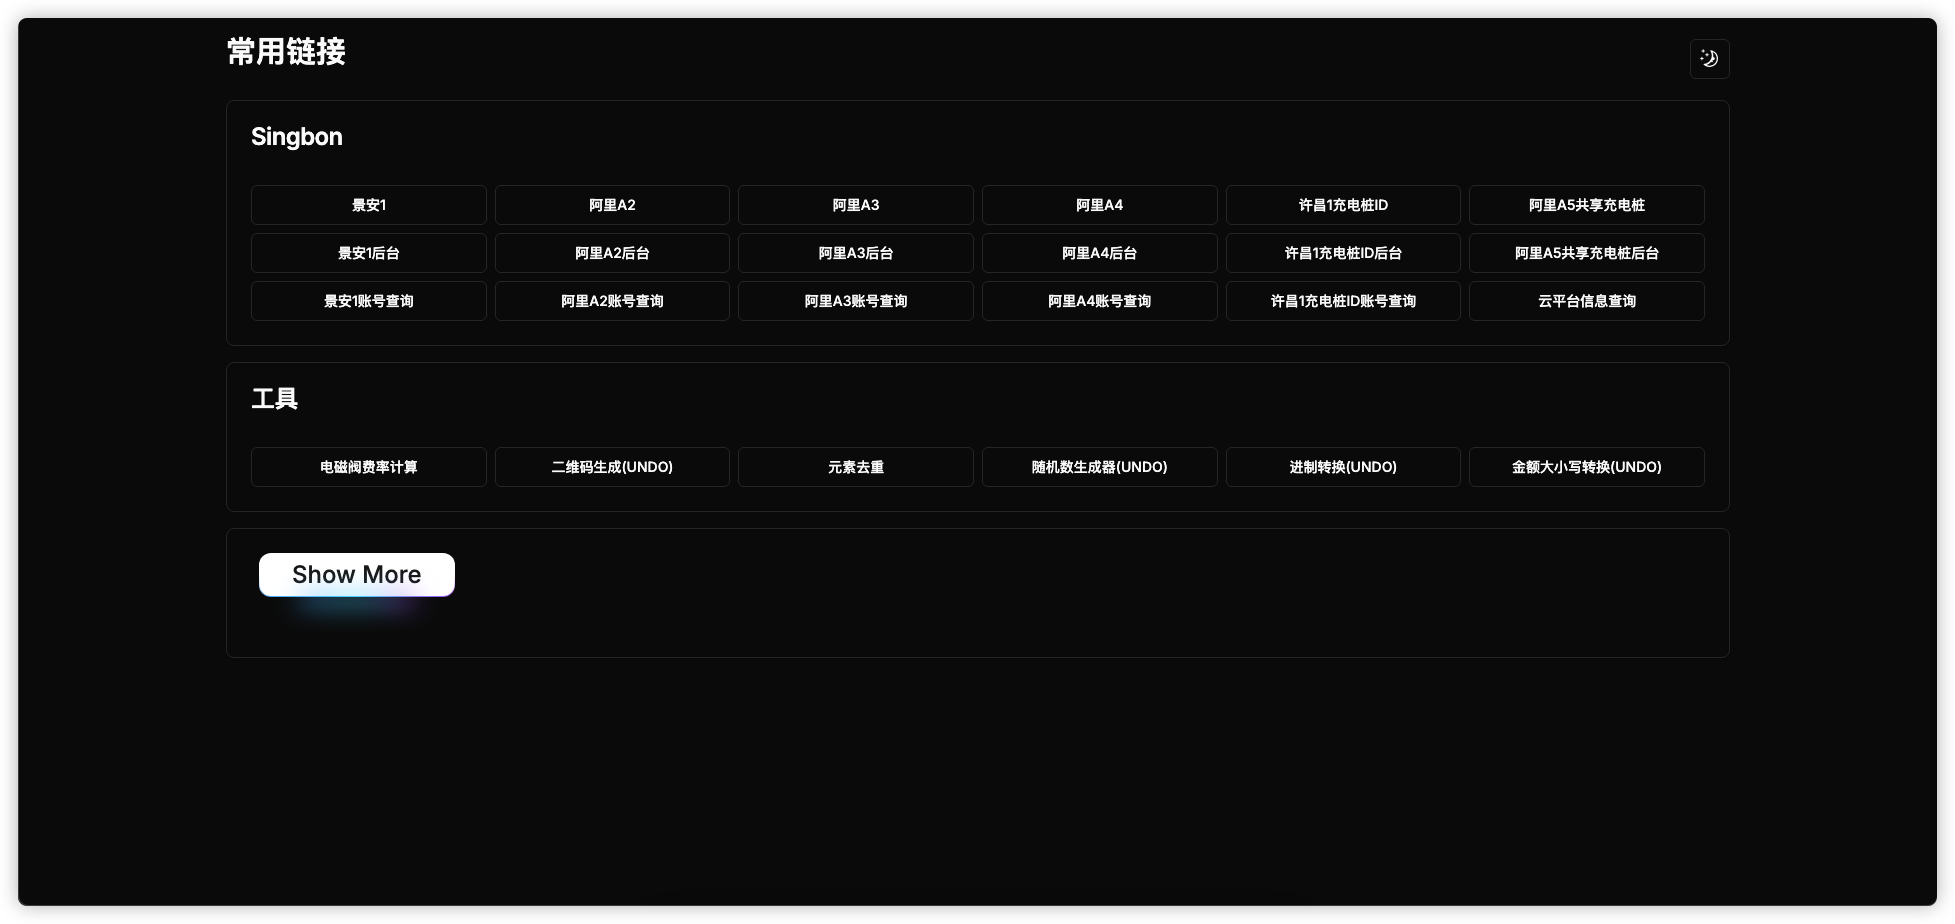 常用链接
Singbon
景安1 阿里A2 阿里A3 阿里A4 许昌1充电桩ID 阿里A5共享充电桩
景安1后台 阿里A2后台 阿里A3后台 阿里A4后台 许昌1充电桩ID后台 阿里A5共享充电桩后台
景安1账号查询 阿里A2账号查询 阿里A3账号查询 阿里A4账号查询 许昌1充电桩ID账号查询 云平台信息查询
工具
电磁阀费率计算 二维码生成(UNDO) 元素去重 随机数生成器(UNDO) 进制转换(UNDO) 金额大小写转换(UNDO)
Show More